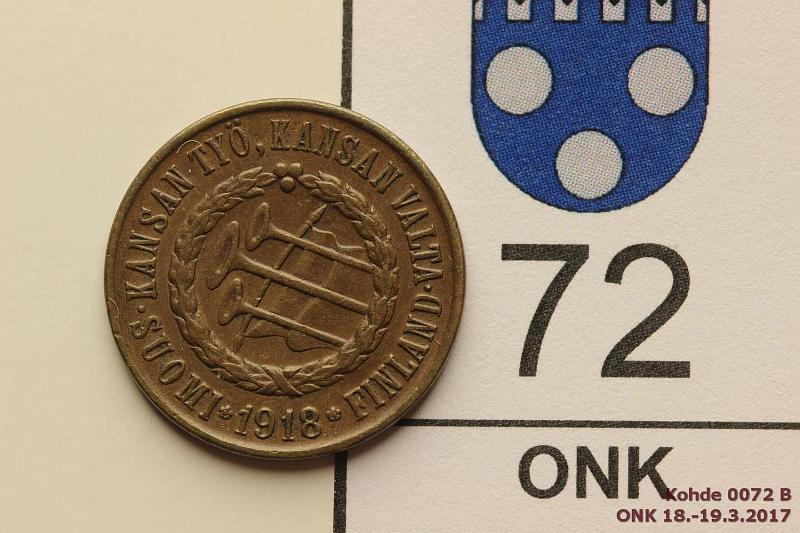 KANSAN TYÖ, KANSAN VALTA · FINLAND * 1918 * SUOMI ·
72
ONK
Kohde 0072 B
ONK 18.-19.3.2017